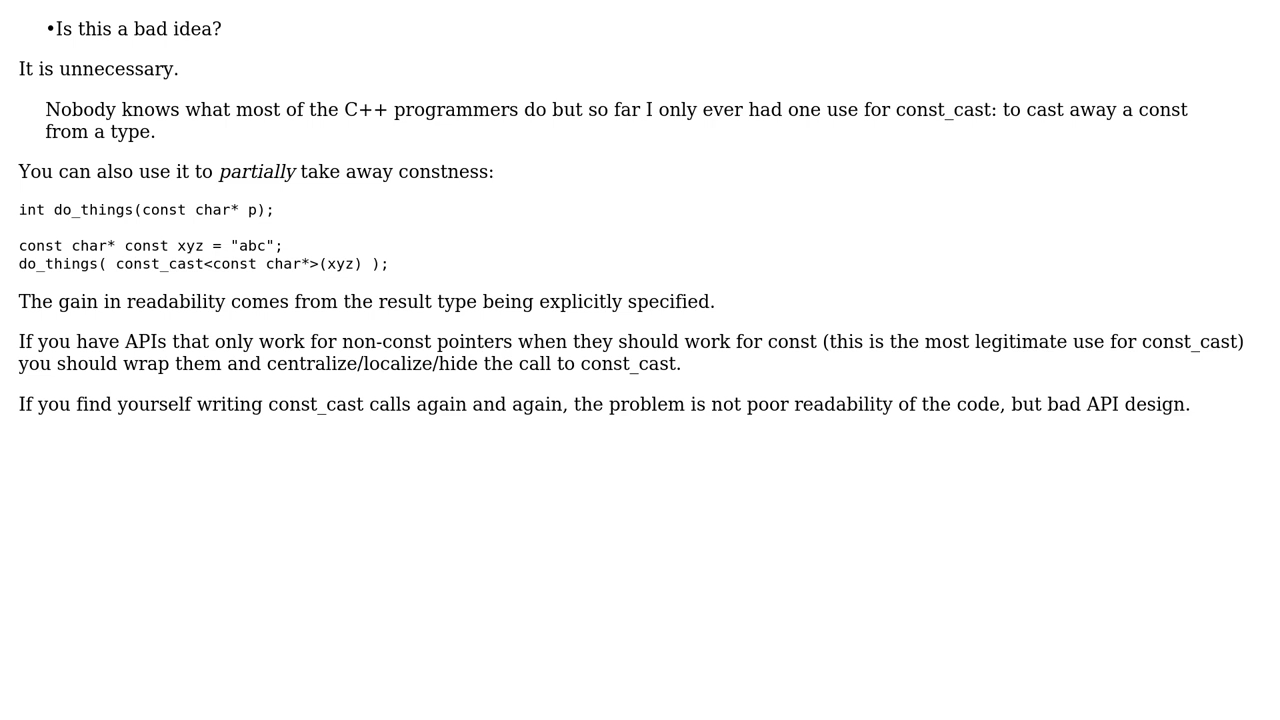 •Is this a bad idea?
It is unnecessary.
Nobody knows what most of the C++ programmers do but so far I only ever had one use for const_cast: to cast away a const
from a type.
You can also use it to partially take away constness:
int do_things(const char* p);
const char* const xyz = "abc";
do_things( const_cast<const char*>(xyz) );
The gain in readability comes from the result type being explicitly specified.
If you have APIs that only work for non-const pointers when they should work for const (this is the most legitimate use for const_cast)
you should wrap them and centralize/localize/hide the call to const_cast.
If you find yourself writing const_cast calls again and again, the problem is not poor readability of the code, but bad API design.